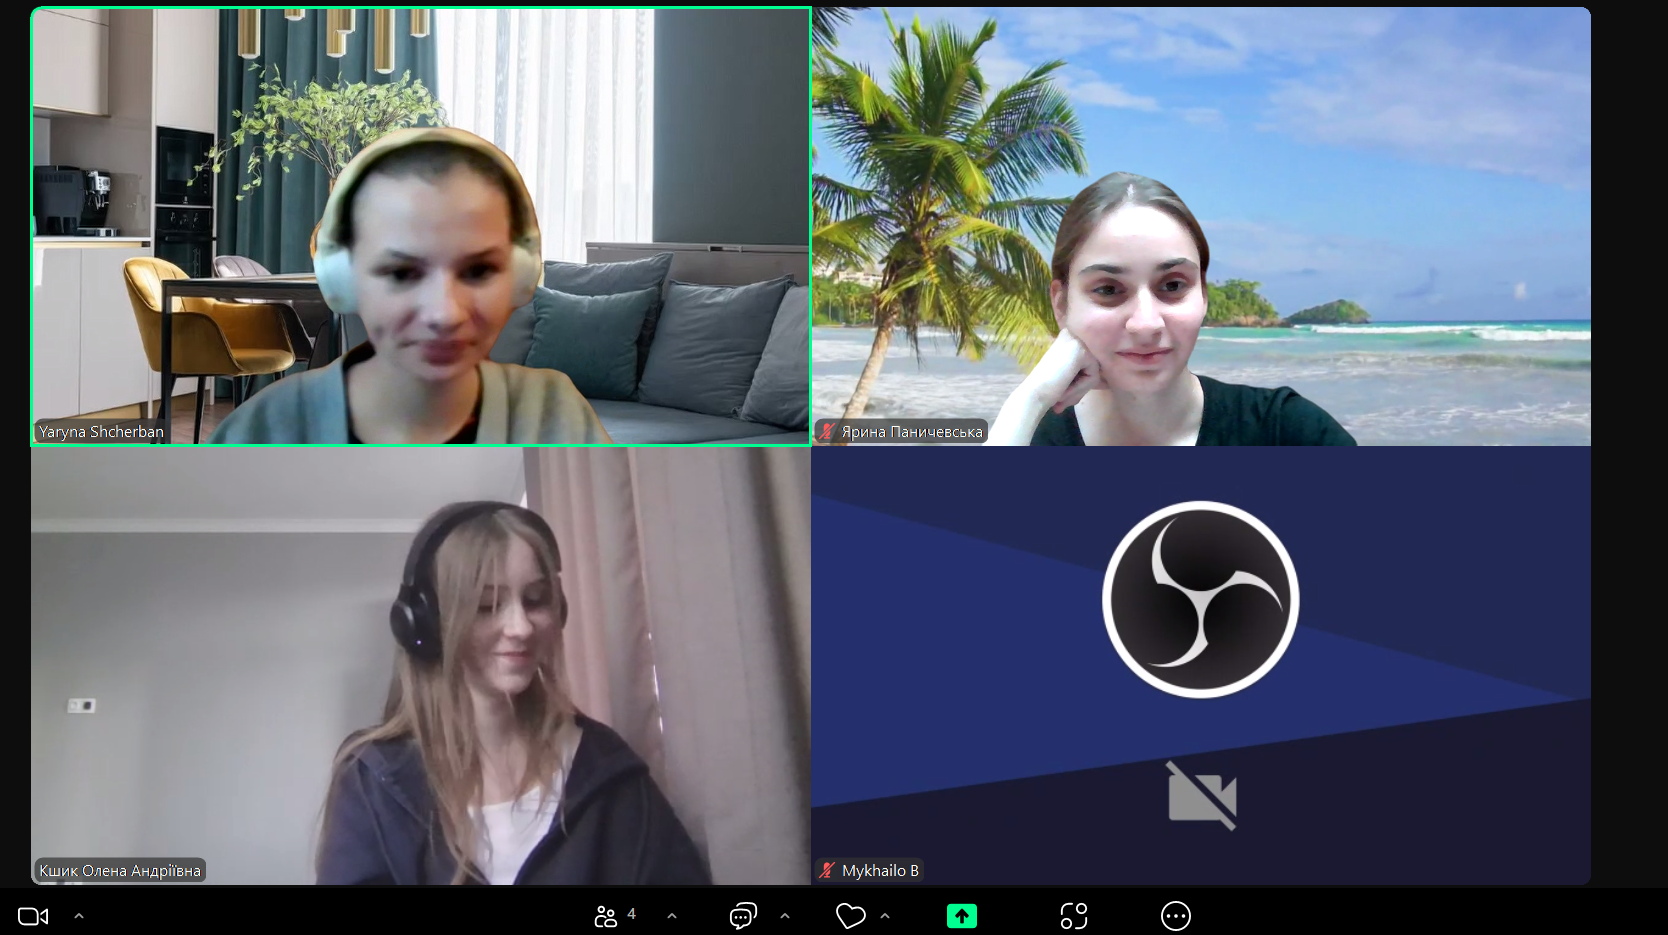 Yaryna Shcherban
Ярина Паничевська
Кшик Олена Андріївна
Mykhailo B
4